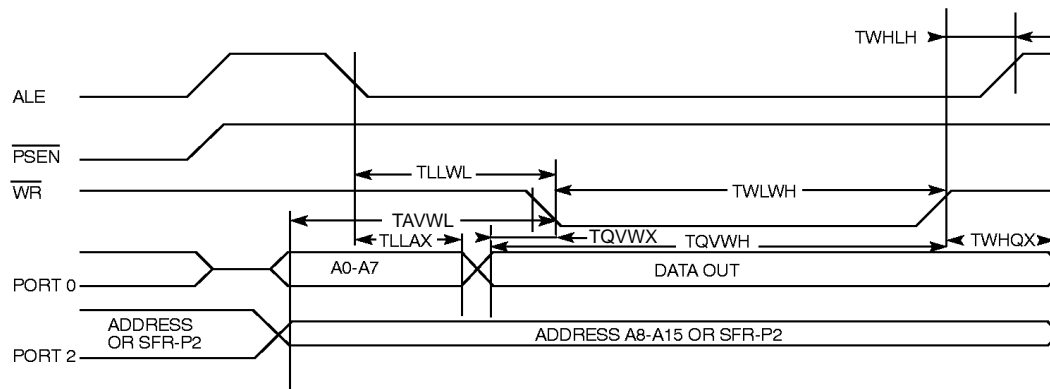 TWHLH
ALE
PSEN
TLLWL
WR
TWLWH
TAVWL
TLLAX
TQVWX
TQVWH
TWHQX
A0-A7
DATA OUT
PORT 0
ADDRESS
OR SFR-P2
ADDRESS A8-A15 OR SFR-P2
PORT 2